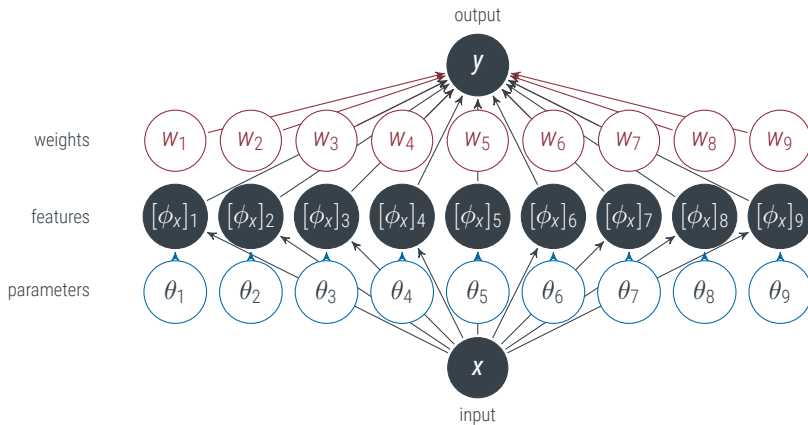 output
y
weights w₁ w₂ w₃ w₄ w₅ w₆ w₇ w₈ w₉
features [ϕₓ]₁ [ϕₓ]₂ [ϕₓ]₃ [ϕₓ]₄ [ϕₓ]₅ [ϕₓ]₆ [ϕₓ]₇ [ϕₓ]₈ [ϕₓ]₉
parameters θ₁ θ₂ θ₃ θ₄ θ₅ θ₆ θ₇ θ₈ θ₉
x
input